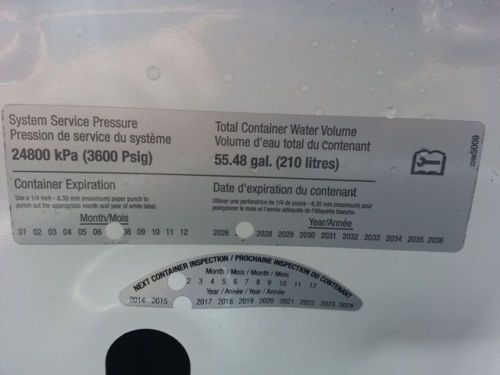 System Service Pressure
Pression de service du système
24800 kPa (3600 Psig)
Total Container Water Volume
Volume d'eau total du Contenant
55.48 gal. (210 litres)
Container Expiration
Use a 1/4 inch - 6.35 mm (maximum) paper punch to
punch out the appropriate month and year of white label.
Month/Mois
01 02 03 04 05 06 08 09 10 11 12
Date d'expiration du contenant
Utiliser une perforatrice de 1/4 de pouce - 6,35 mm (maximum) pour
poinçonner le mois et l'année adéquats de l'étiquette blanche.
Year/Année
2026 2028 2029 2030 2031 2032 2033 2034 2035 2036
5009
NEXT CONTAINER INSPECTION / PROCHAINE INSPECTION DU CONTENANT
Month / Mois / Month / Mois
2 3 4 5 6 7 8 9 10 11 12
Year / Année / Year / Année
2014 2015 2017 2018 2019 2020 2021 2022 2023 2024